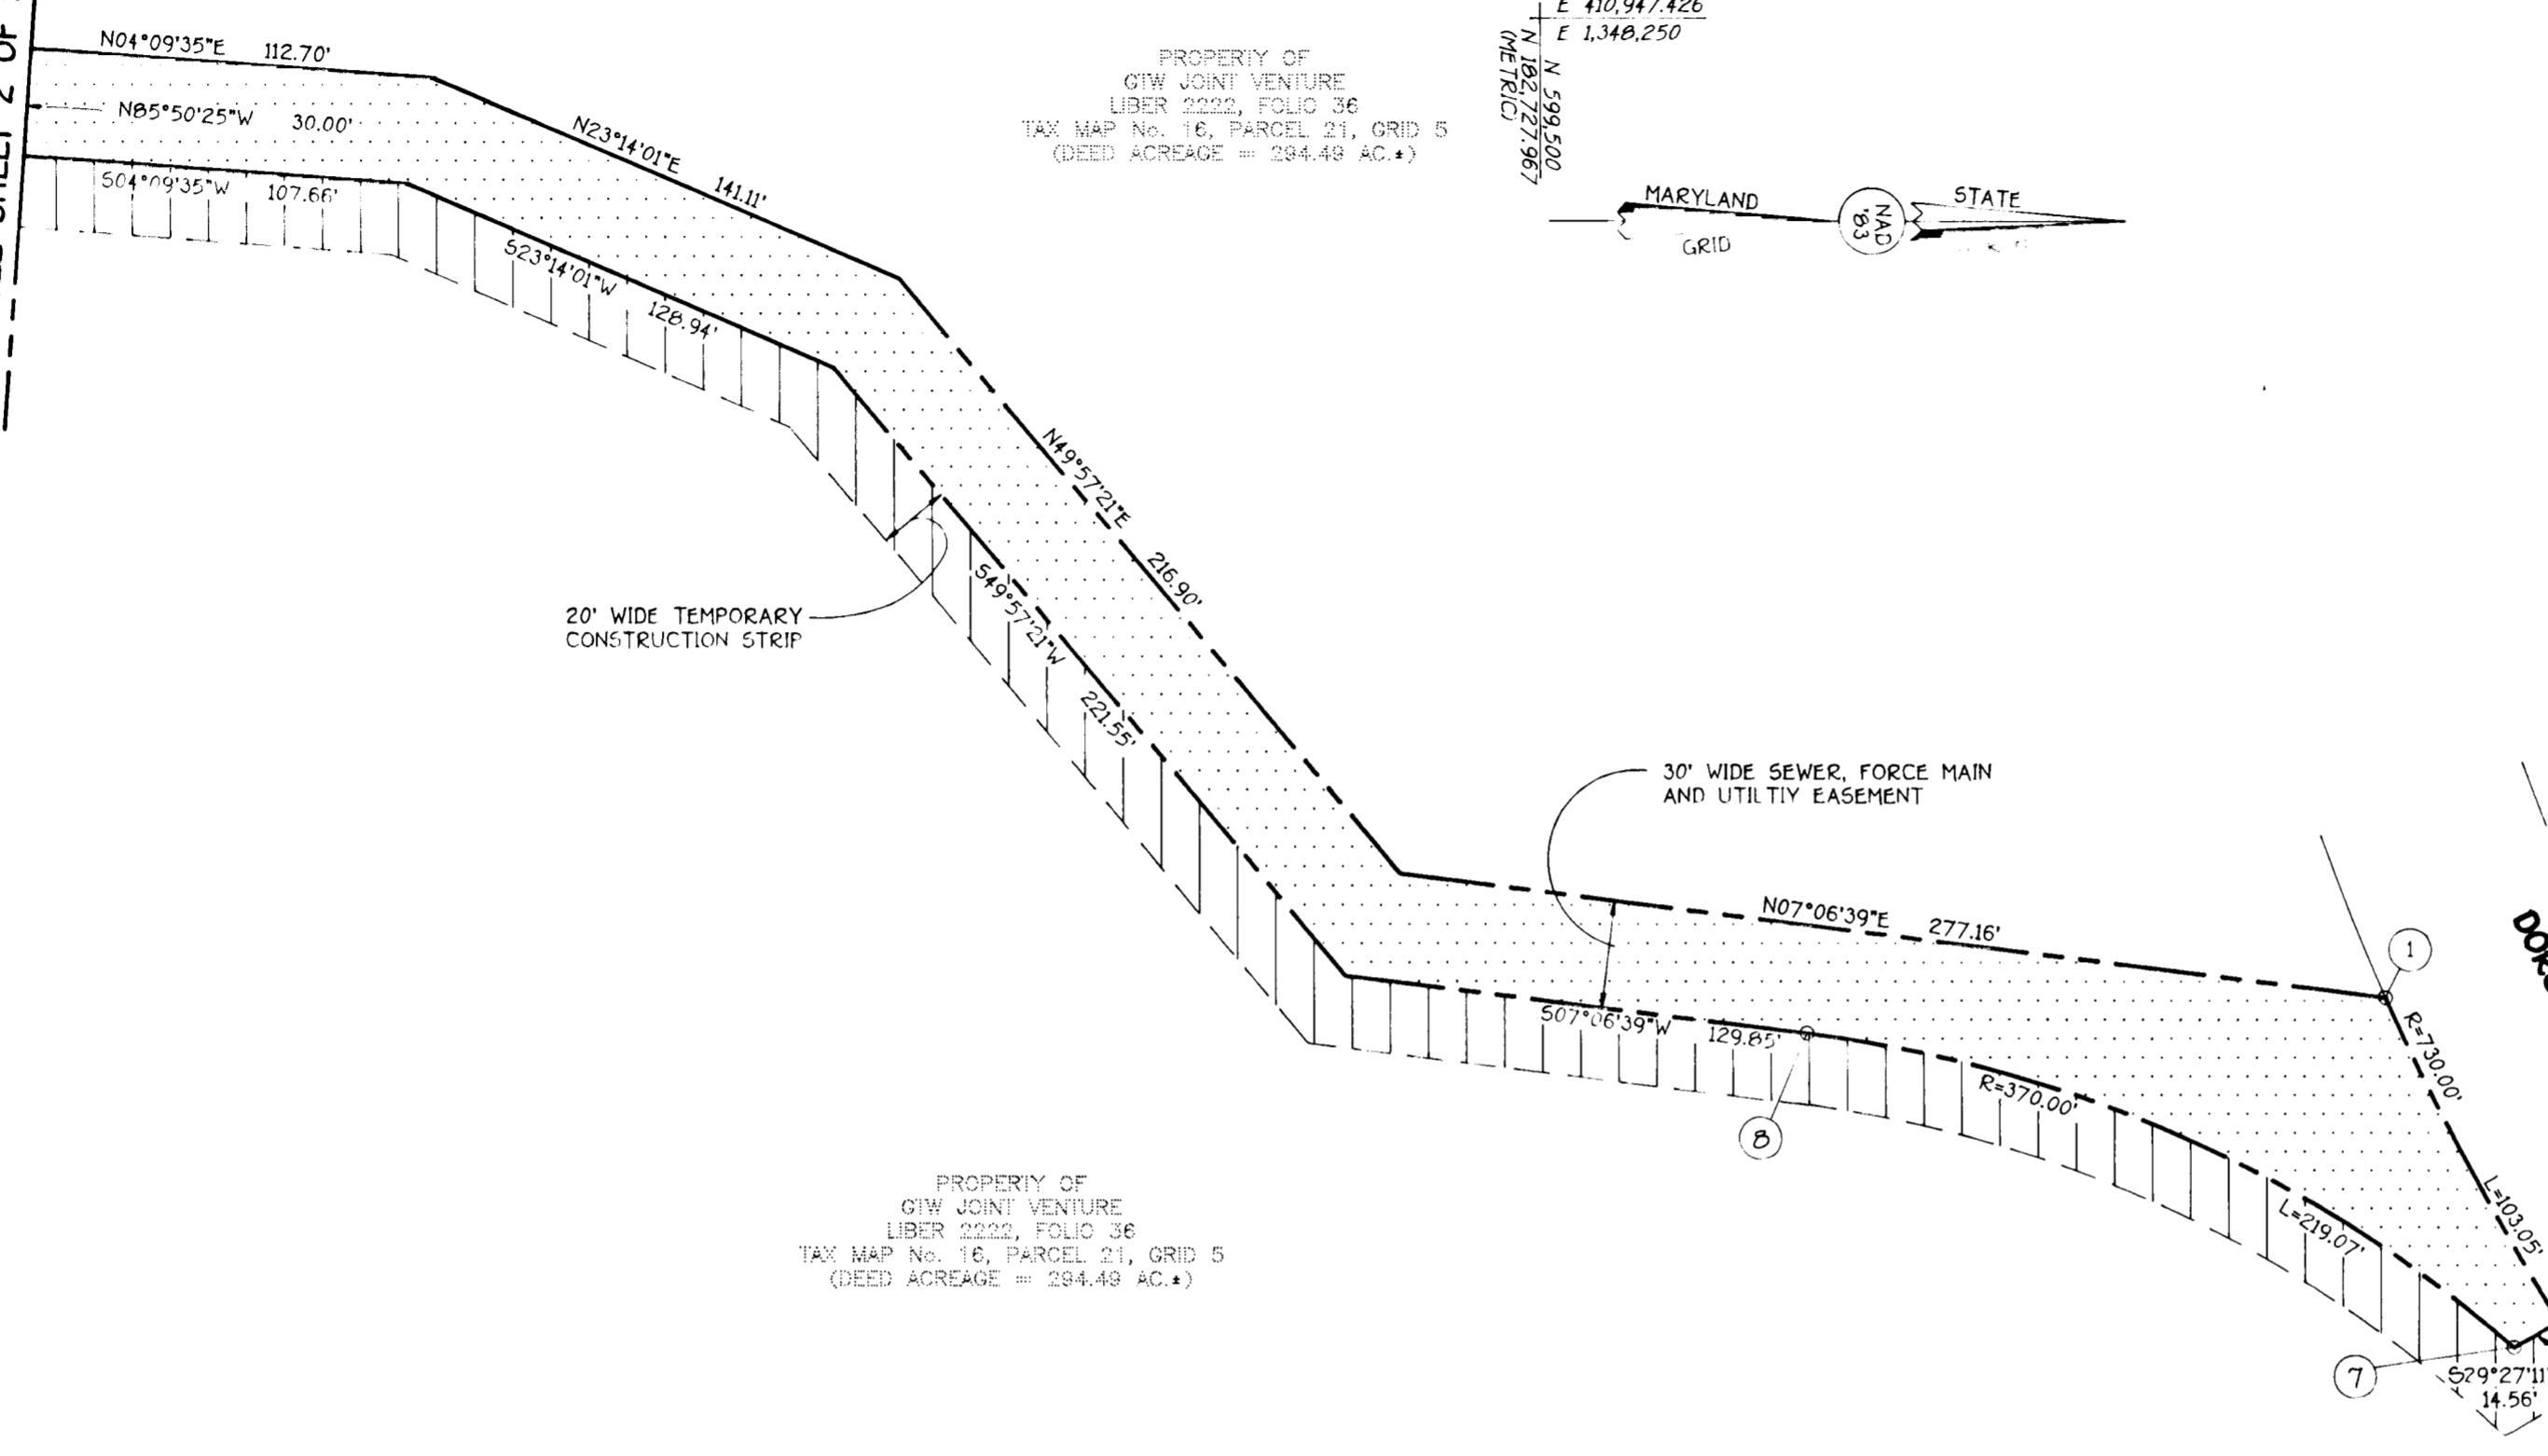 E 410,947.426
E 1,348,250
N 599,500
N 182,727.967
(METRIC)
SHEET 2 OF
N04°09'35"E 112.70'
N85°50'25"W 30.00'
S04°09'35"W 107.66'
N23°14'01"E 141.11'
S23°14'01"W 128.94'
PROPERTY OF
GTW JOINT VENTURE
LIBER 2222, FOLIO 36
TAX MAP No. 16, PARCEL 21, GRID 5
(DEED ACREAGE = 294.49 AC.±)
MARYLAND
GRID
NAD
'83
STATE
N49°57'21"E 216.90'
S49°57'21"W 221.55'
20' WIDE TEMPORARY
CONSTRUCTION STRIP
30' WIDE SEWER, FORCE MAIN
AND UTILTIY EASEMENT
N07°06'39"E 277.16'
1
S07°06'39"W 129.85'
8
R=370.00'
L=219.07'
R=730.00'
L=103.05'
7
S29°27'11
14.56'
PROPERTY OF
GTW JOINT VENTURE
LIBER 2222, FOLIO 36
TAX MAP No. 16, PARCEL 21, GRID 5
(DEED ACREAGE = 294.49 AC.±)